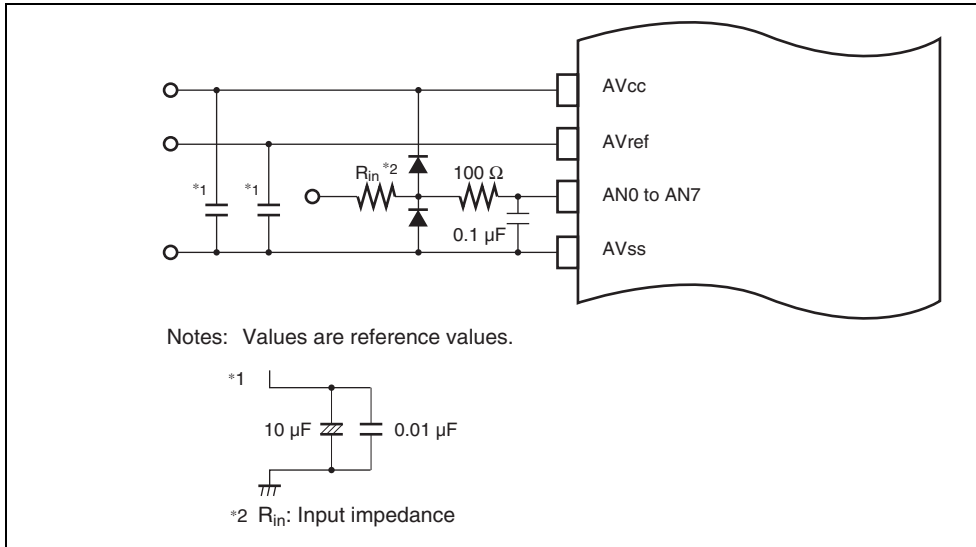 AVcc
AVref
*1
*1
Rin *2
100 Ω
AN0 to AN7
0.1 µF
AVss
Notes: Values are reference values.
*1
10 µF
0.01 µF
*2 Rin: Input impedance